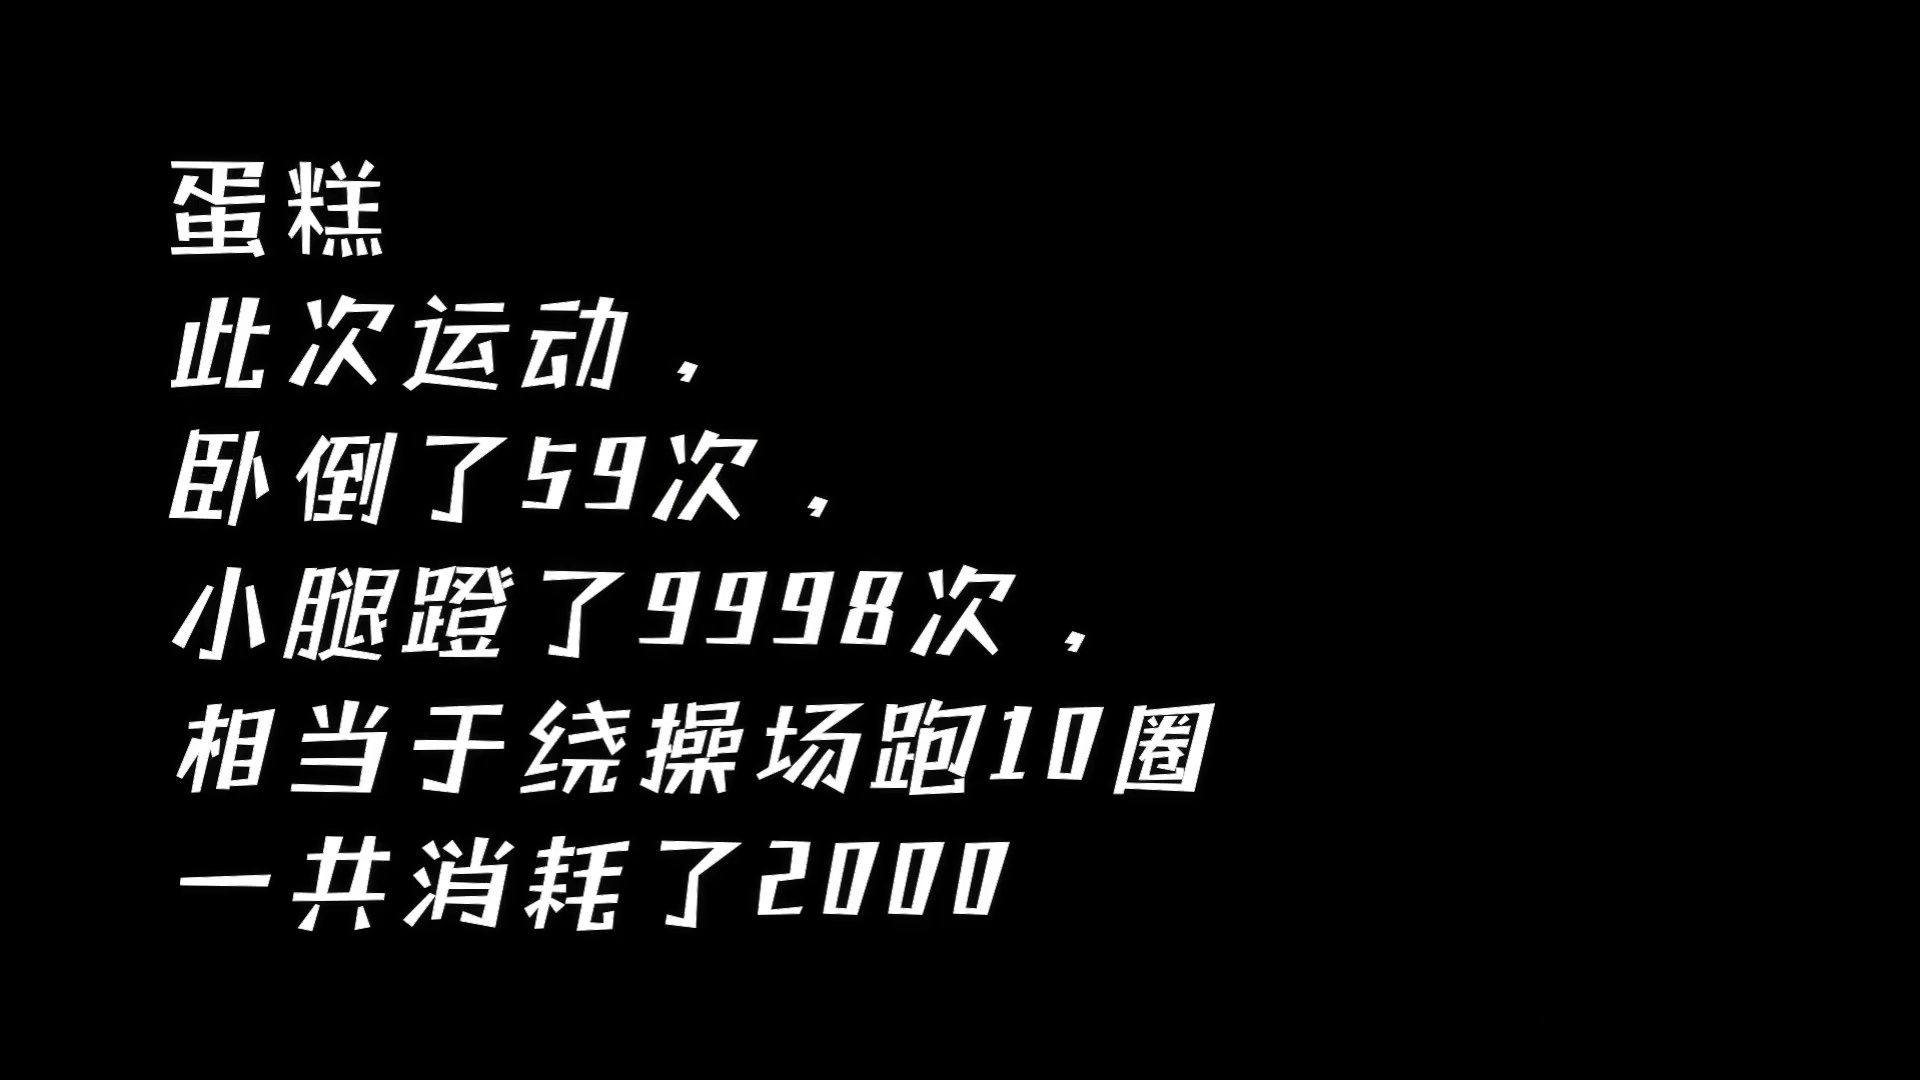 蛋糕
此次运动，
卧倒了59次，
小腿蹬了9998次，
相当于绕操场跑10圈
一共消耗了2000